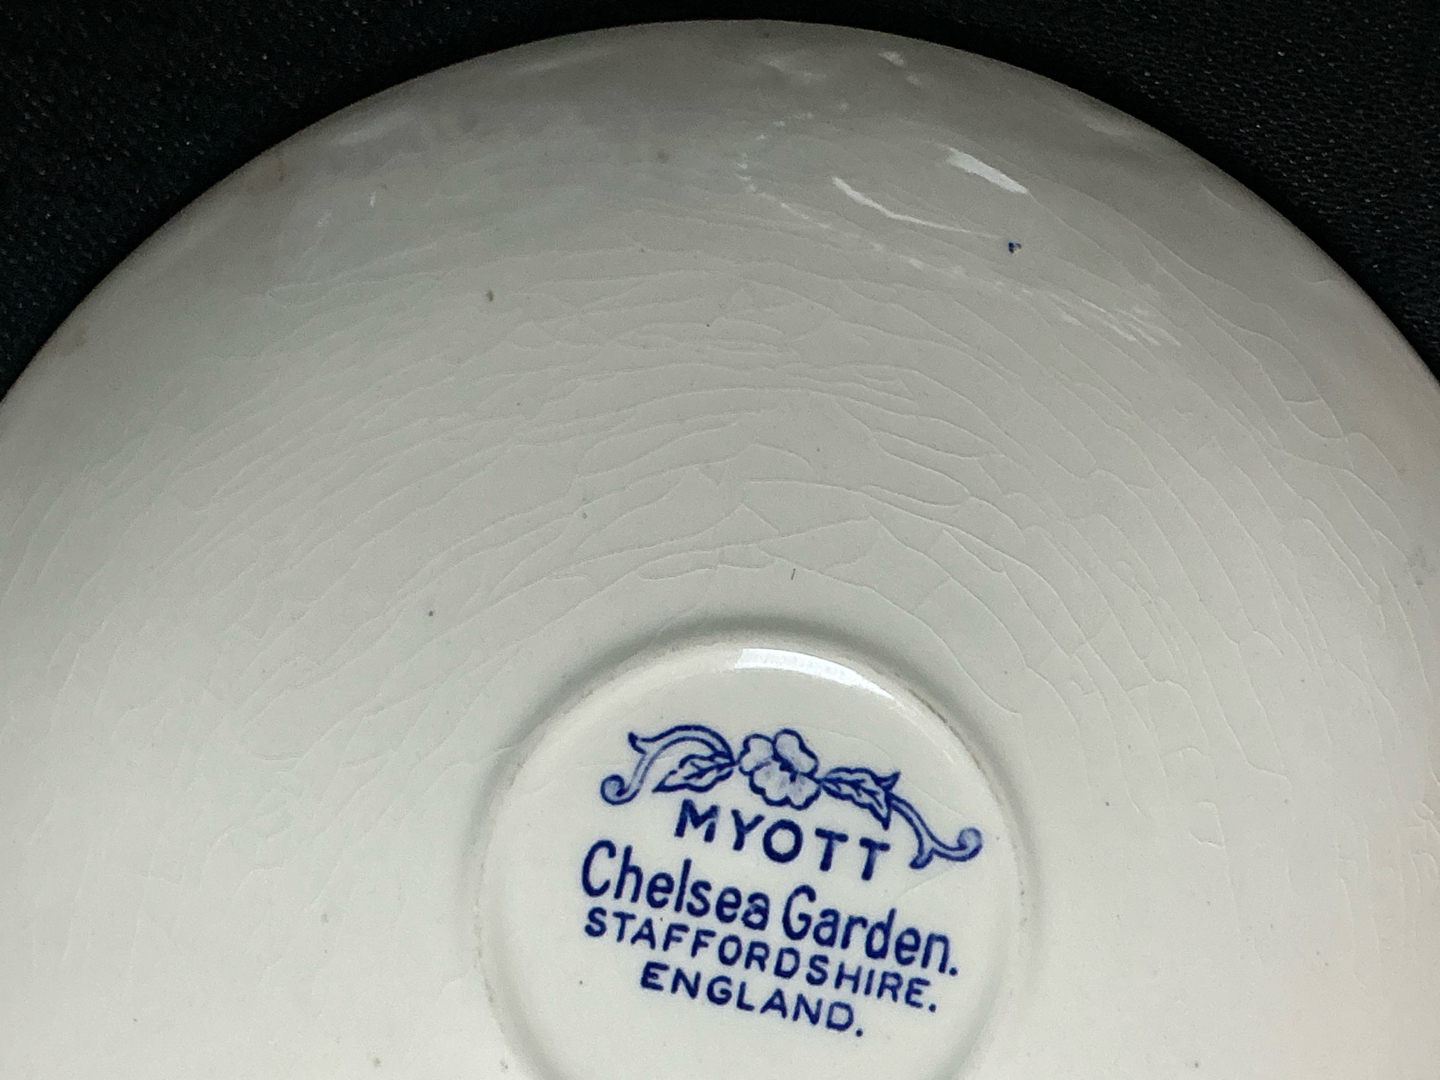 MYOTT
Chelsea Garden.
STAFFORDSHIRE.
ENGLAND.